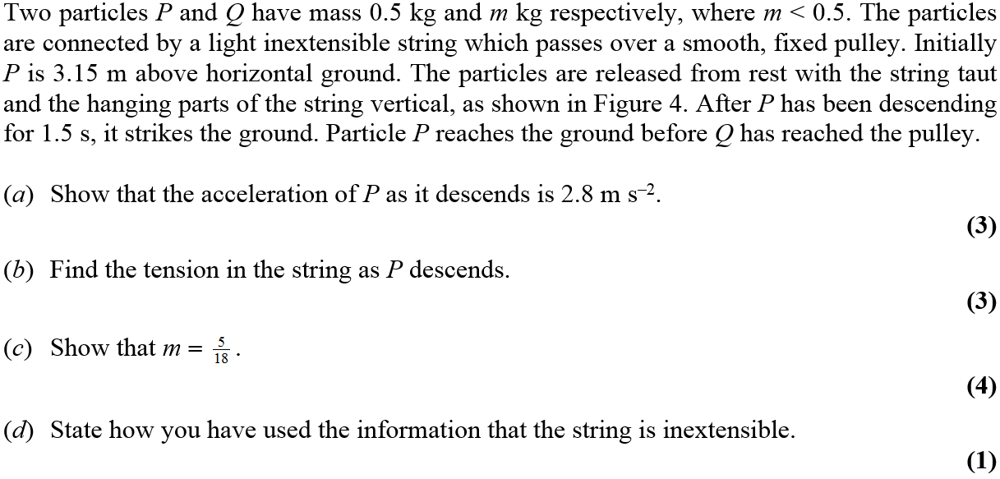 Two particles P and Q have mass 0.5 kg and m kg respectively, where m < 0.5. The particles
are connected by a light inextensible string which passes over a smooth, fixed pulley. Initially
P is 3.15 m above horizontal ground. The particles are released from rest with the string taut
and the hanging parts of the string vertical, as shown in Figure 4. After P has been descending
for 1.5 s, it strikes the ground. Particle P reaches the ground before Q has reached the pulley.
(a) Show that the acceleration of P as it descends is 2.8 m s⁻².
(3)
(b) Find the tension in the string as P descends.
(3)
(c) Show that m = 5/18 .
(4)
(d) State how you have used the information that the string is inextensible.
(1)